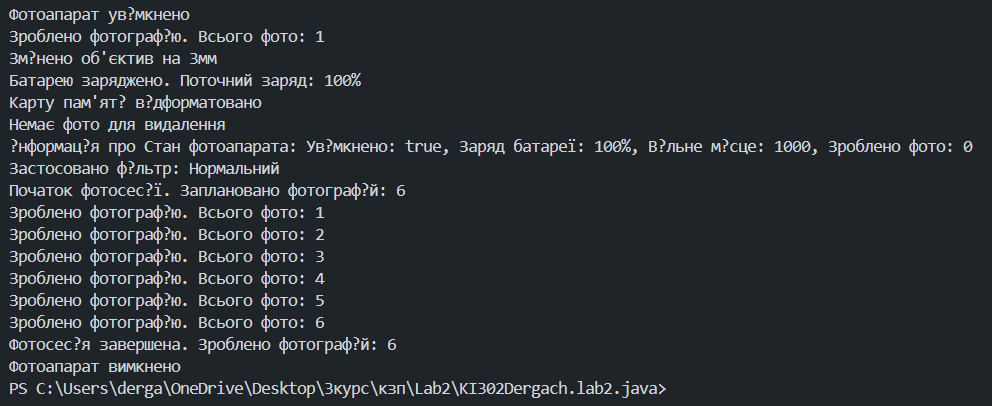 Фотоапарат ув?мкнено
Зроблено фотограф?ю. Всього фото: 1
Зм?нено об'єктив на 3мм
Батарею заряджено. Поточний заряд: 100%
Карту пам'ят? в?дформатовано
Немає фото для видалення
?нформац?я про Стан фотоапарата: Ув?мкнено: true, Заряд батареї: 100%, В?льне м?сце: 1000, Зроблено фото: 0
Застосовано ф?льтр: Нормальний
Початок фотосес?ї. Заплановано фотограф?й: 6
Зроблено фотограф?ю. Всього фото: 1
Зроблено фотограф?ю. Всього фото: 2
Зроблено фотограф?ю. Всього фото: 3
Зроблено фотограф?ю. Всього фото: 4
Зроблено фотограф?ю. Всього фото: 5
Зроблено фотограф?ю. Всього фото: 6
Фотосес?я завершена. Зроблено фотограф?й: 6
Фотоапарат вимкнено
PS C:\Users\derga\OneDrive\Desktop\3курс\кзп\Lab2\KI302Dergach.lab2.java>